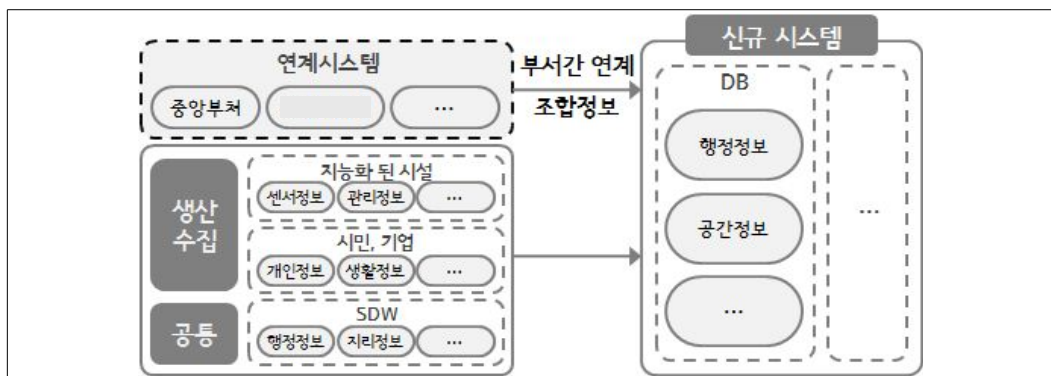 연계시스템
중앙부처
...
부서간 연계
조합정보
생산
수집
지능화 된 시설
센서정보 관리정보 ...
시민, 기업
개인정보 생활정보 ...
공통
SDW
행정정보 지리정보 ...
신규 시스템
DB
행정정보
공간정보
...
...